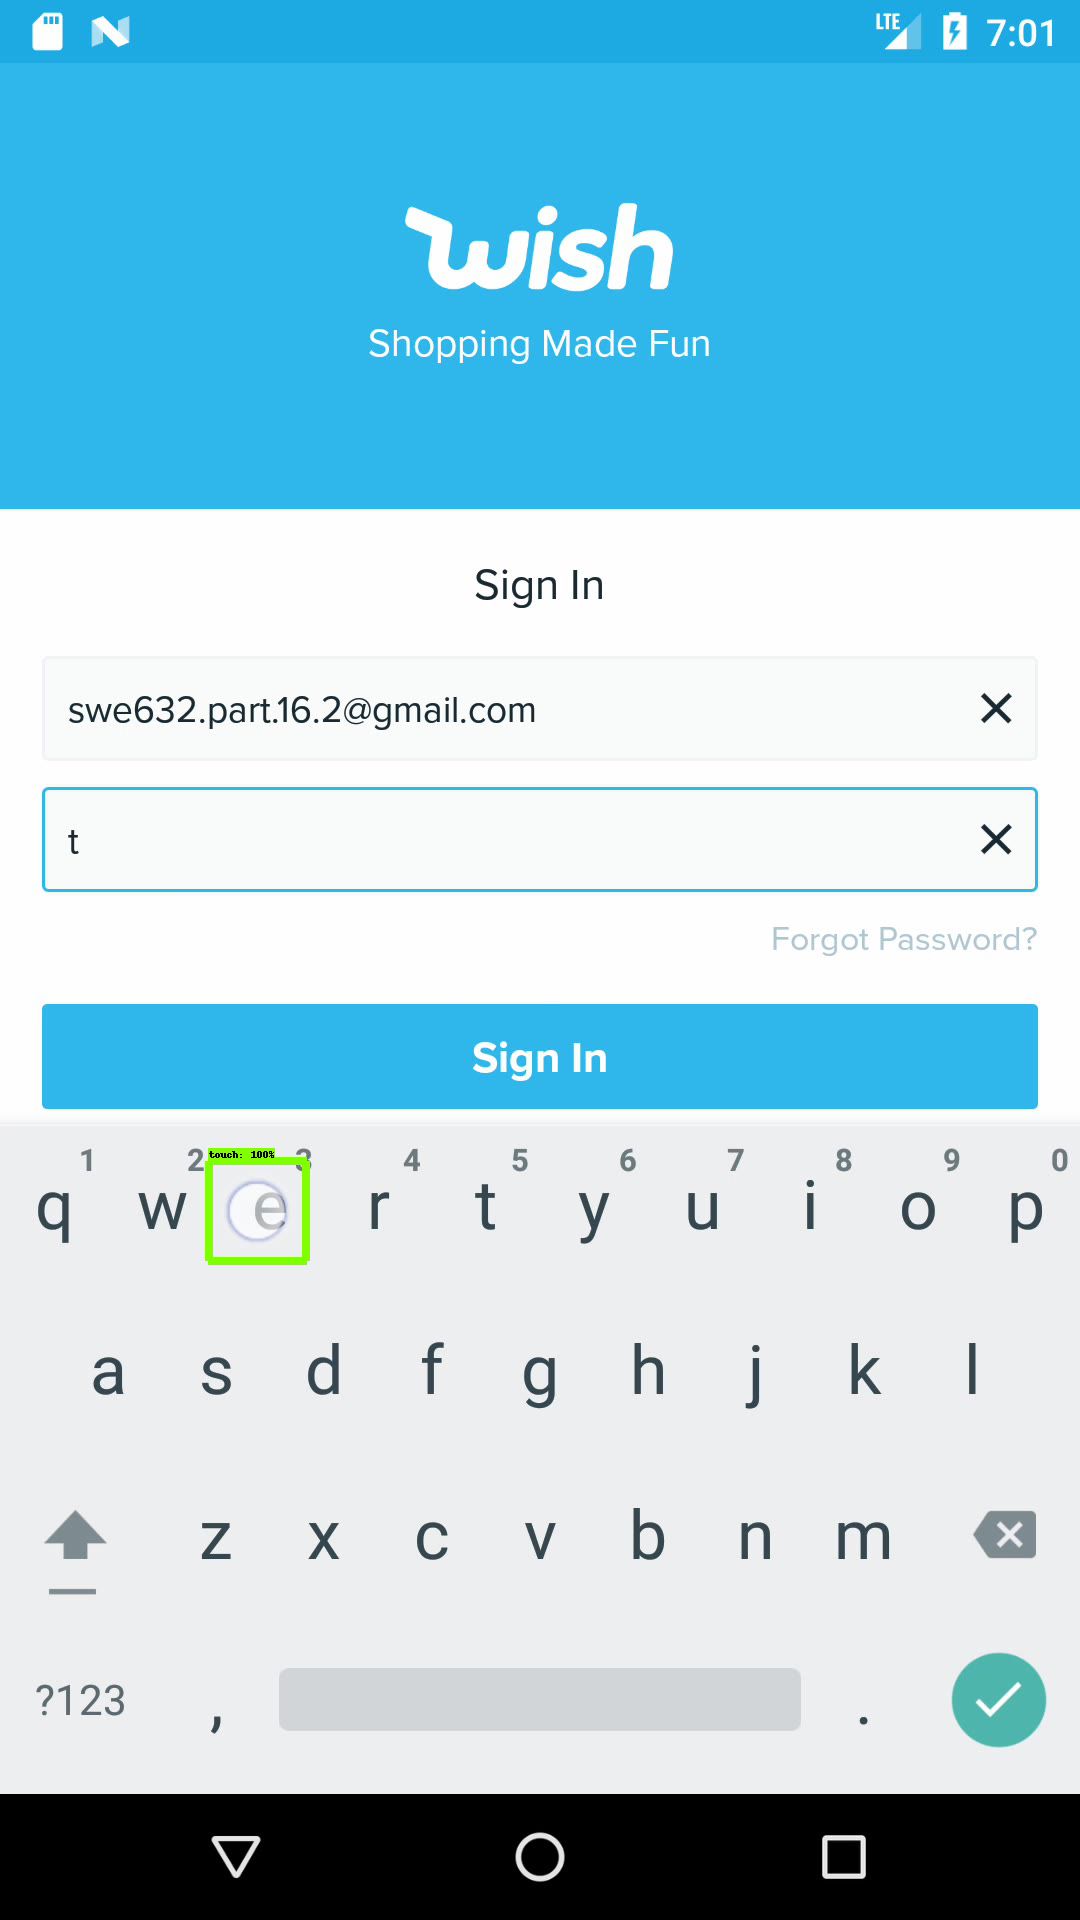 LTE 7:01
wish
Shopping Made Fun
Sign In
swe632.part.16.2@gmail.com
t
Forgot Password?
Sign In
touch: 100%
1 2 3 4 5 6 7 8 9 0
q w e r t y u i o p
a s d f g h j k l
z x c v b n m
?123 , .